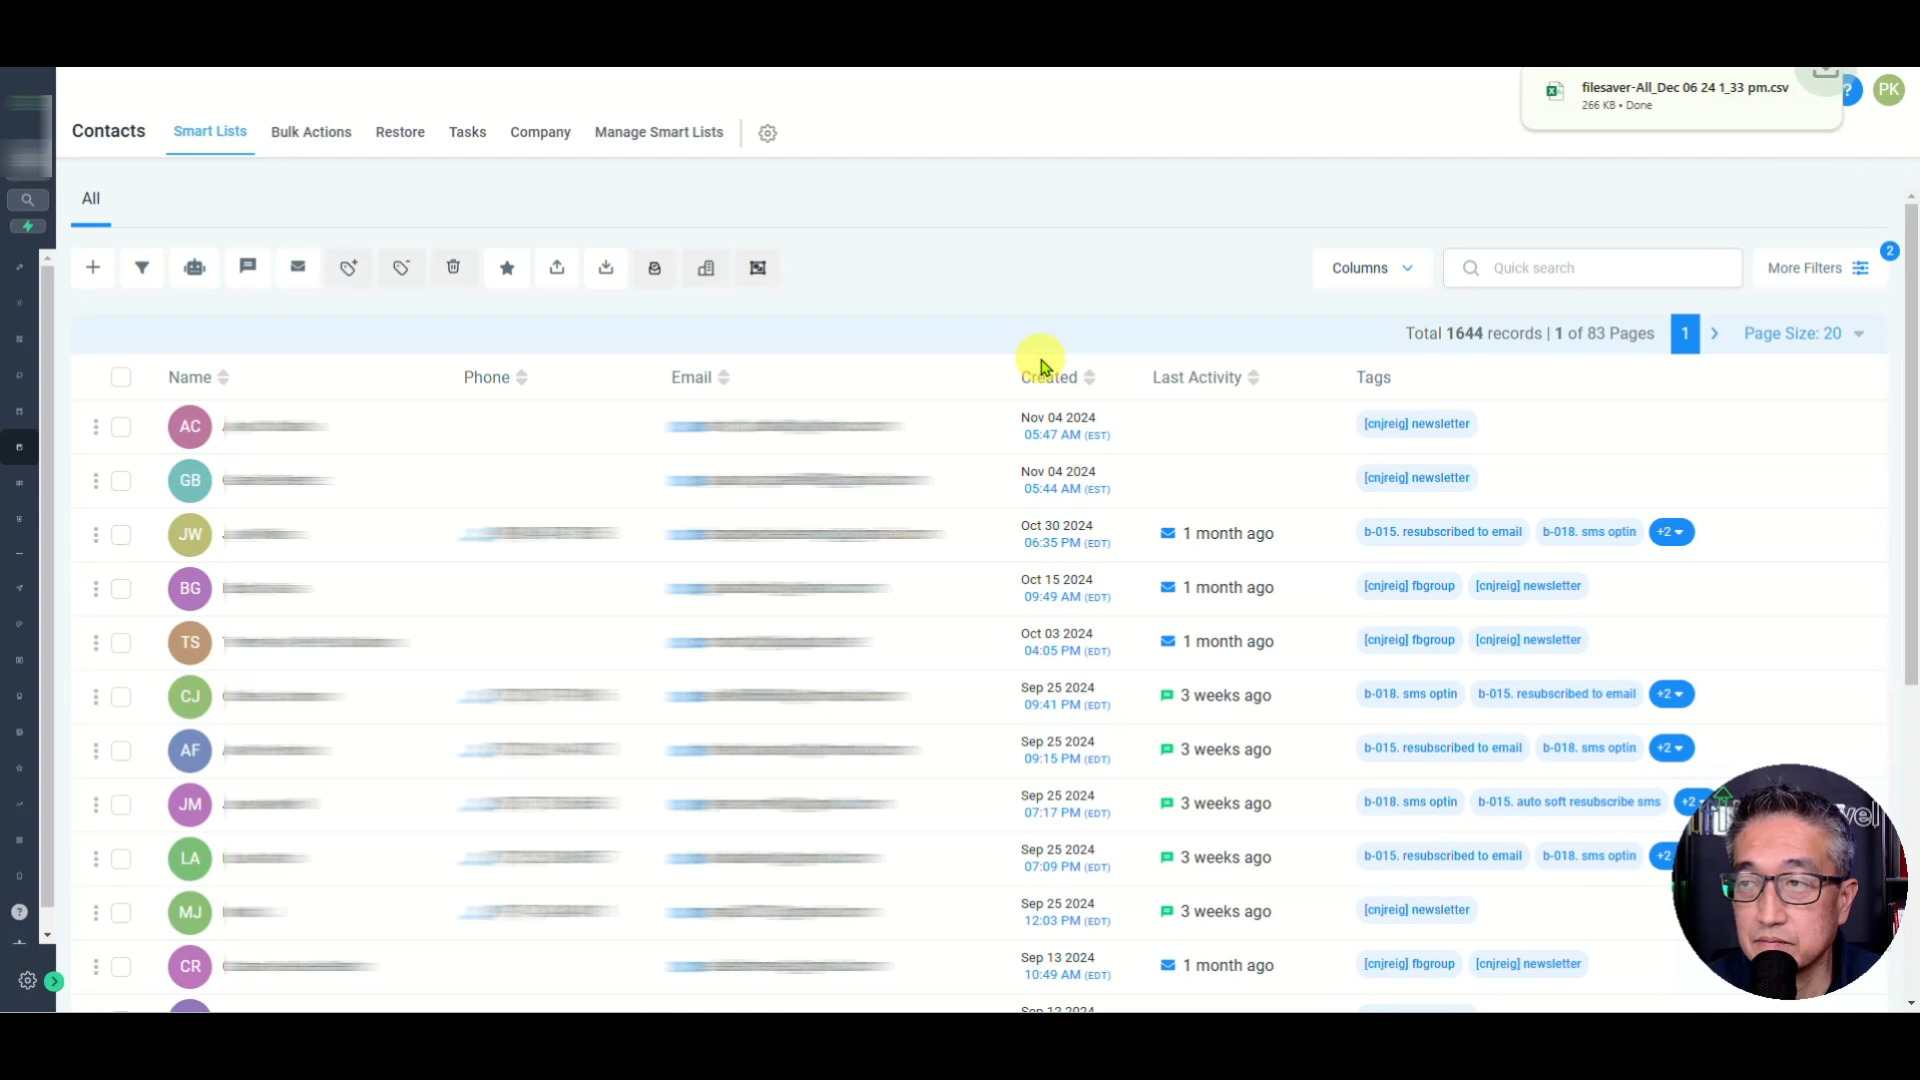 filesaver-All_Dec 06 24 1_33 pm.csv
266 KB • Done
?
PK
Contacts
Smart Lists
Bulk Actions
Restore
Tasks
Company
Manage Smart Lists
All
Columns
Quick search
More Filters
2
Total 1644 records | 1 of 83 Pages
1
Page Size: 20
Name
Phone
Email
Created
Last Activity
Tags
AC
Nov 04 2024
05:47 AM (EST)
[cnjreig] newsletter
GB
Nov 04 2024
05:44 AM (EST)
[cnjreig] newsletter
JW
Oct 30 2024
06:35 PM (EDT)
1 month ago
b-015. resubscribed to email
b-018. sms optin
+2
BG
Oct 15 2024
09:49 AM (EDT)
1 month ago
[cnjreig] fbgroup
[cnjreig] newsletter
TS
Oct 03 2024
04:05 PM (EDT)
1 month ago
[cnjreig] fbgroup
[cnjreig] newsletter
CJ
Sep 25 2024
09:41 PM (EDT)
3 weeks ago
b-018. sms optin
b-015. resubscribed to email
+2
AF
Sep 25 2024
09:15 PM (EDT)
3 weeks ago
b-015. resubscribed to email
b-018. sms optin
+2
JM
Sep 25 2024
07:17 PM (EDT)
3 weeks ago
b-018. sms optin
b-015. auto soft resubscribe sms
+2
LA
Sep 25 2024
07:09 PM (EDT)
3 weeks ago
b-015. resubscribed to email
b-018. sms optin
+2
MJ
Sep 25 2024
12:03 PM (EDT)
3 weeks ago
[cnjreig] newsletter
CR
Sep 13 2024
10:49 AM (EDT)
1 month ago
[cnjreig] fbgroup
[cnjreig] newsletter
Sep 12 2024
?